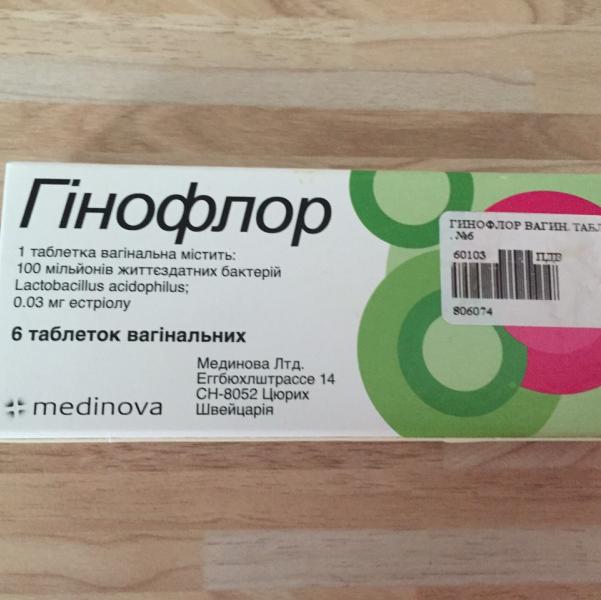 Гінофлор
1 таблетка вагінальна містить:
100 мільйонів життєздатних бактерій
Lactobacillus acidophilus;
0.03 мг естріолу
6 таблеток вагінальних
Мединова Лтд.
Еггбюхлштрассе 14
CH-8052 Цюрих
Швейцарія
medinova
ГИНОФЛОР ВАГИН. ТАБЛ
. №6
60103 ПДВ
806074